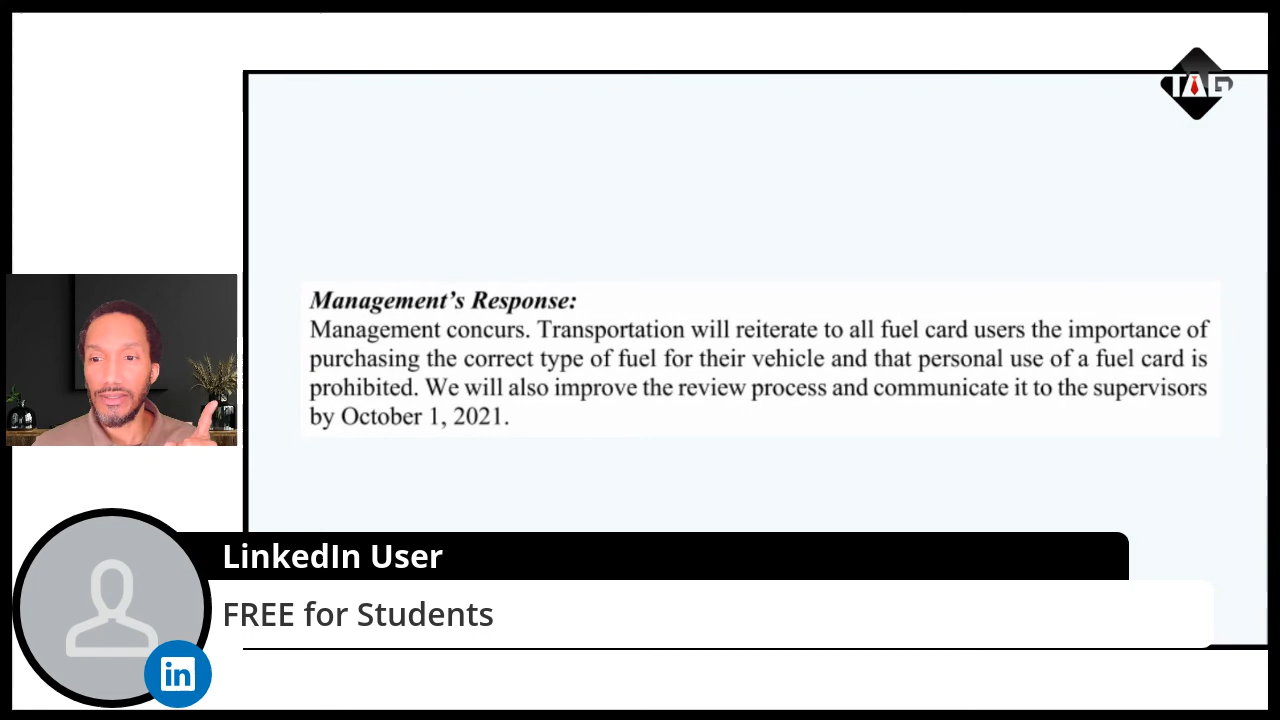 TAG
Management's Response:
Management concurs. Transportation will reiterate to all fuel card users the importance of
purchasing the correct type of fuel for their vehicle and that personal use of a fuel card is
prohibited. We will also improve the review process and communicate it to the supervisors
by October 1, 2021.
LinkedIn User
FREE for Students
in